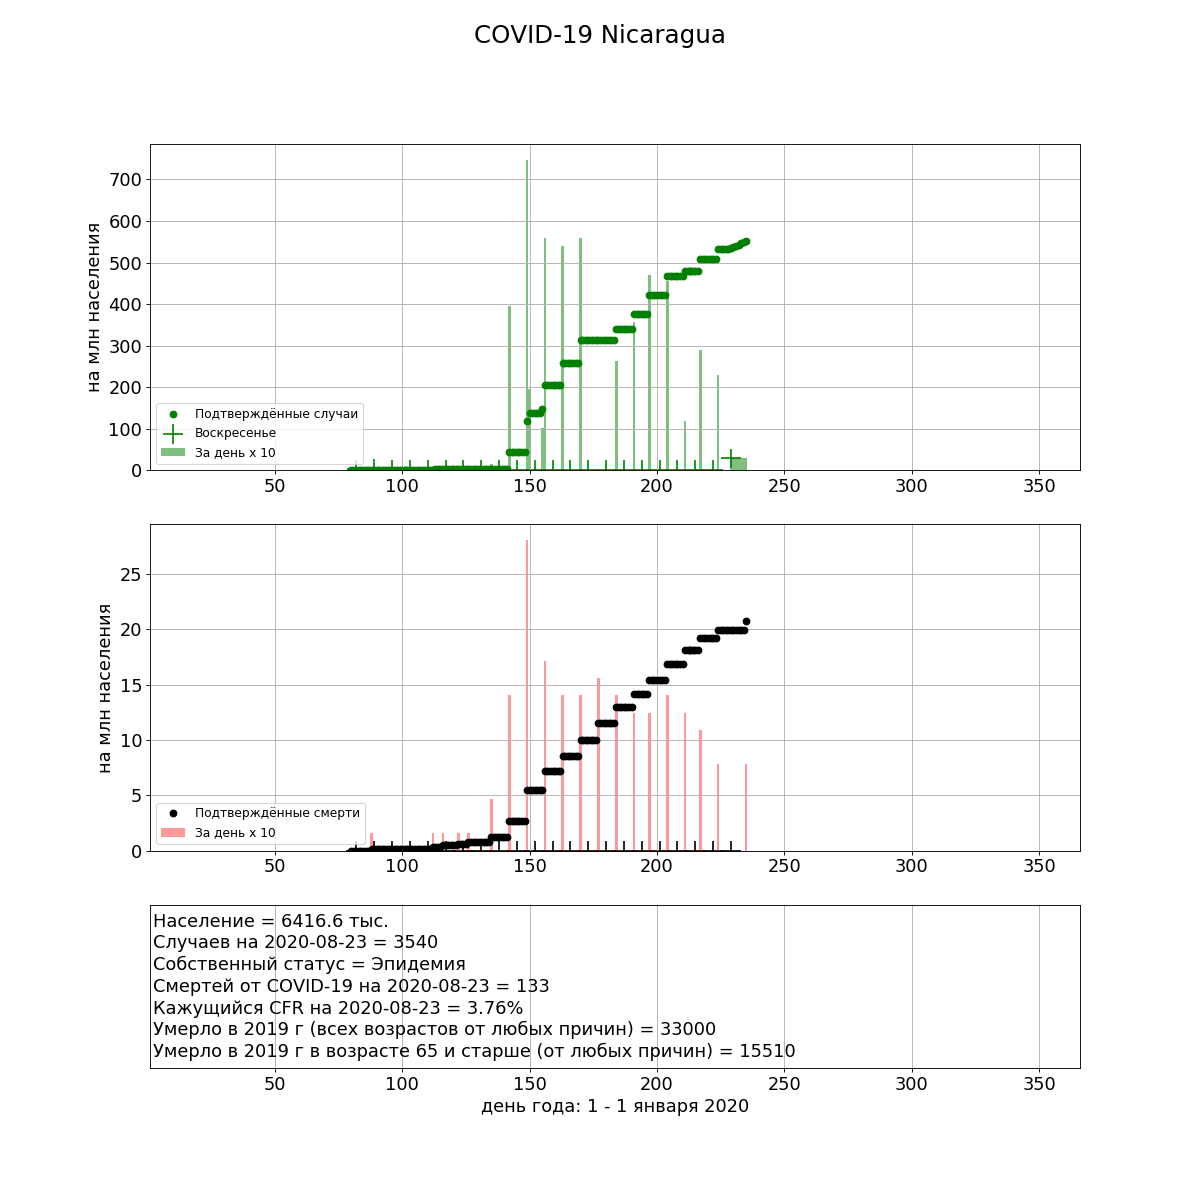 COVID-19 Nicaragua
на млн населения
700
600
500
400
300
200
100
0
Подтверждённые случаи
Воскресенье
За день x 10
50 100 150 200 250 300 350
на млн населения
25
20
15
10
5
0
Подтверждённые смерти
За день x 10
50 100 150 200 250 300 350
Население = 6416.6 тыс.
Случаев на 2020-08-23 = 3540
Собственный статус = Эпидемия
Смертей от COVID-19 на 2020-08-23 = 133
Кажущийся CFR на 2020-08-23 = 3.76%
Умерло в 2019 г (всех возрастов от любых причин) = 33000
Умерло в 2019 г в возрасте 65 и старше (от любых причин) = 15510
50 100 150 200 250 300 350
день года: 1 - 1 января 2020